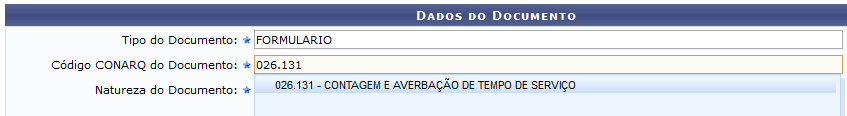 DADOS DO DOCUMENTO
Tipo do Documento: FORMULARIO
Código CONARQ do Documento: 026.131
Natureza do Documento: 026.131 - CONTAGEM E AVERBAÇÃO DE TEMPO DE SERVIÇO